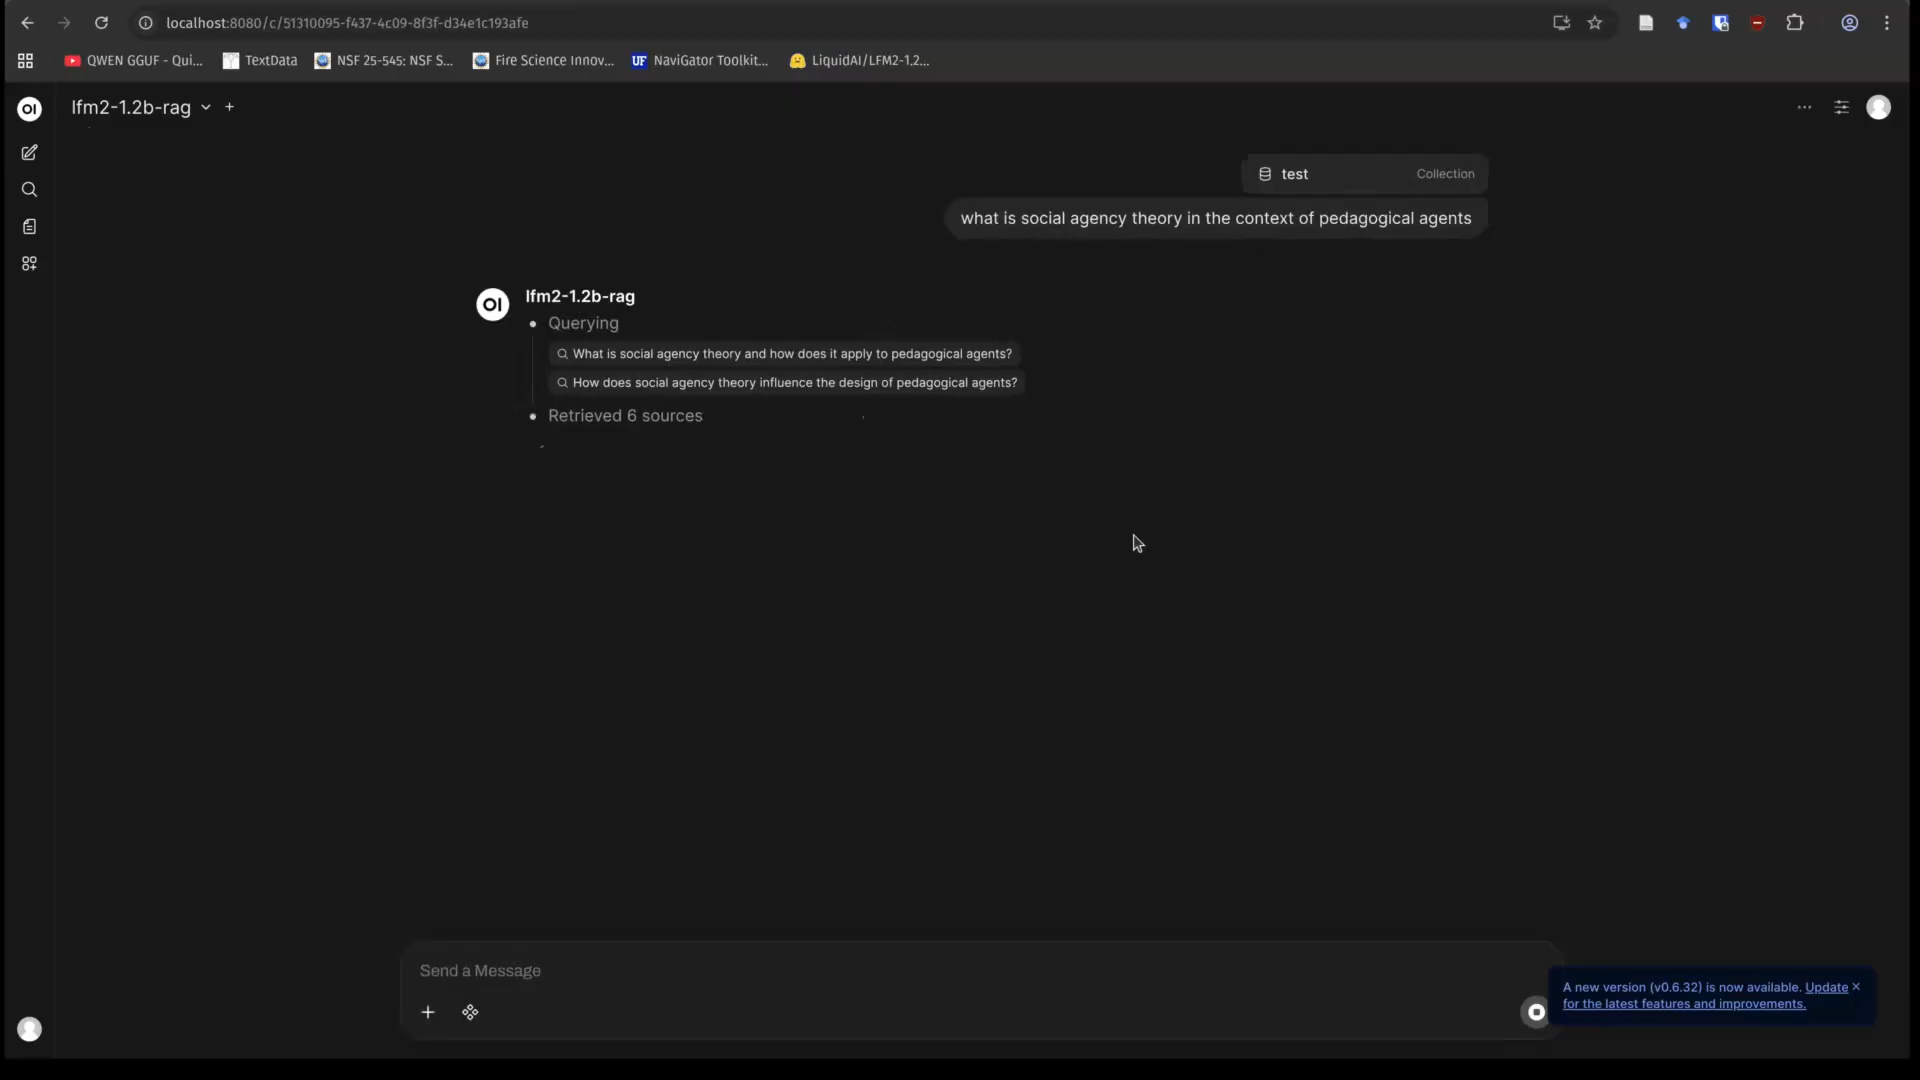 localhost:8080/c/51310095-f437-4c09-8f3f-d34e1c193afe
QWEN GGUF - Qui... TextData NSF 25-545: NSF S... Fire Science Innov... UF NaviGator Toolkit... LiquidAI/LFM2-1.2...
OI lfm2-1.2b-rag
test Collection
what is social agency theory in the context of pedagogical agents
OI lfm2-1.2b-rag
Querying
What is social agency theory and how does it apply to pedagogical agents?
How does social agency theory influence the design of pedagogical agents?
Retrieved 6 sources
Send a Message
A new version (v0.6.32) is now available. Update
for the latest features and improvements.